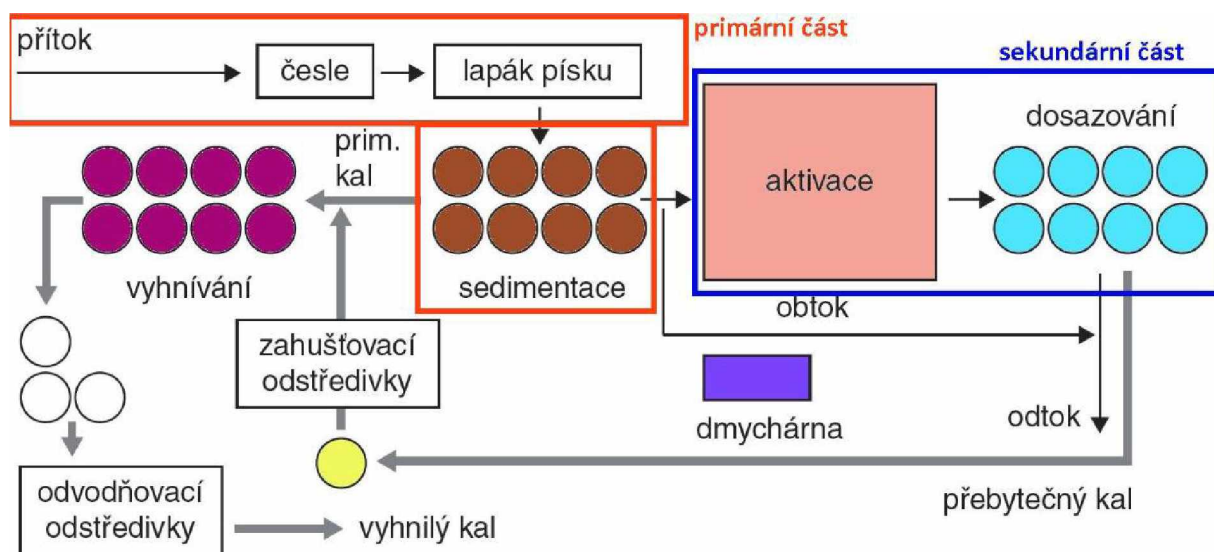 primární část
přítok
česle
lapák písku
sekundární část
prim.
kal
aktivace
dosazování
vyhnívání
sedimentace
obtok
zahušťovací
odstředivky
dmychárna
odtok
odvodňovací
odstředivky
vyhnilý kal
přebytečný kal